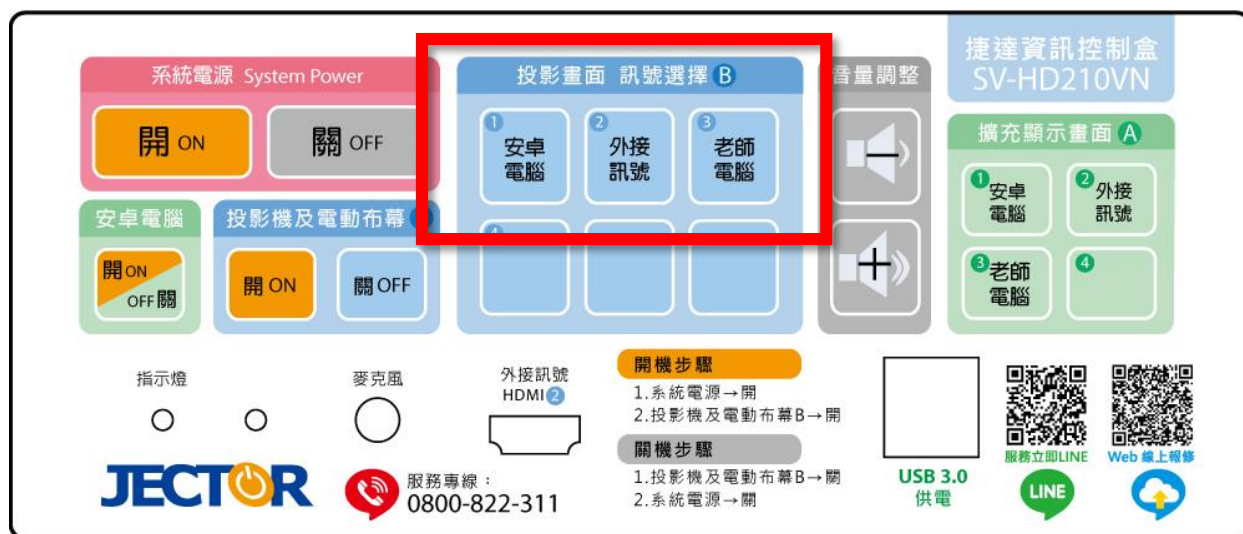 捷達資訊控制盒
SV-HD210VN
系統電源 System Power
開 ON
關 OFF
安卓電腦
開 ON
OFF 關
投影機及電動布幕
開 ON
關 OFF
投影畫面 訊號選擇 B
1
安卓
電腦
2
外接
訊號
3
老師
電腦
4
音量調整
擴充顯示畫面 A
1
安卓
電腦
2
外接
訊號
3
老師
電腦
4
指示燈
麥克風
外接訊號
HDMI 2
開機步驟
1.系統電源→開
2.投影機及電動布幕B→開
關機步驟
1.投影機及電動布幕B→關
2.系統電源→關
JECTOR
服務專線：
0800-822-311
USB 3.0
供電
服務立即LINE
LINE
Web 線上報修